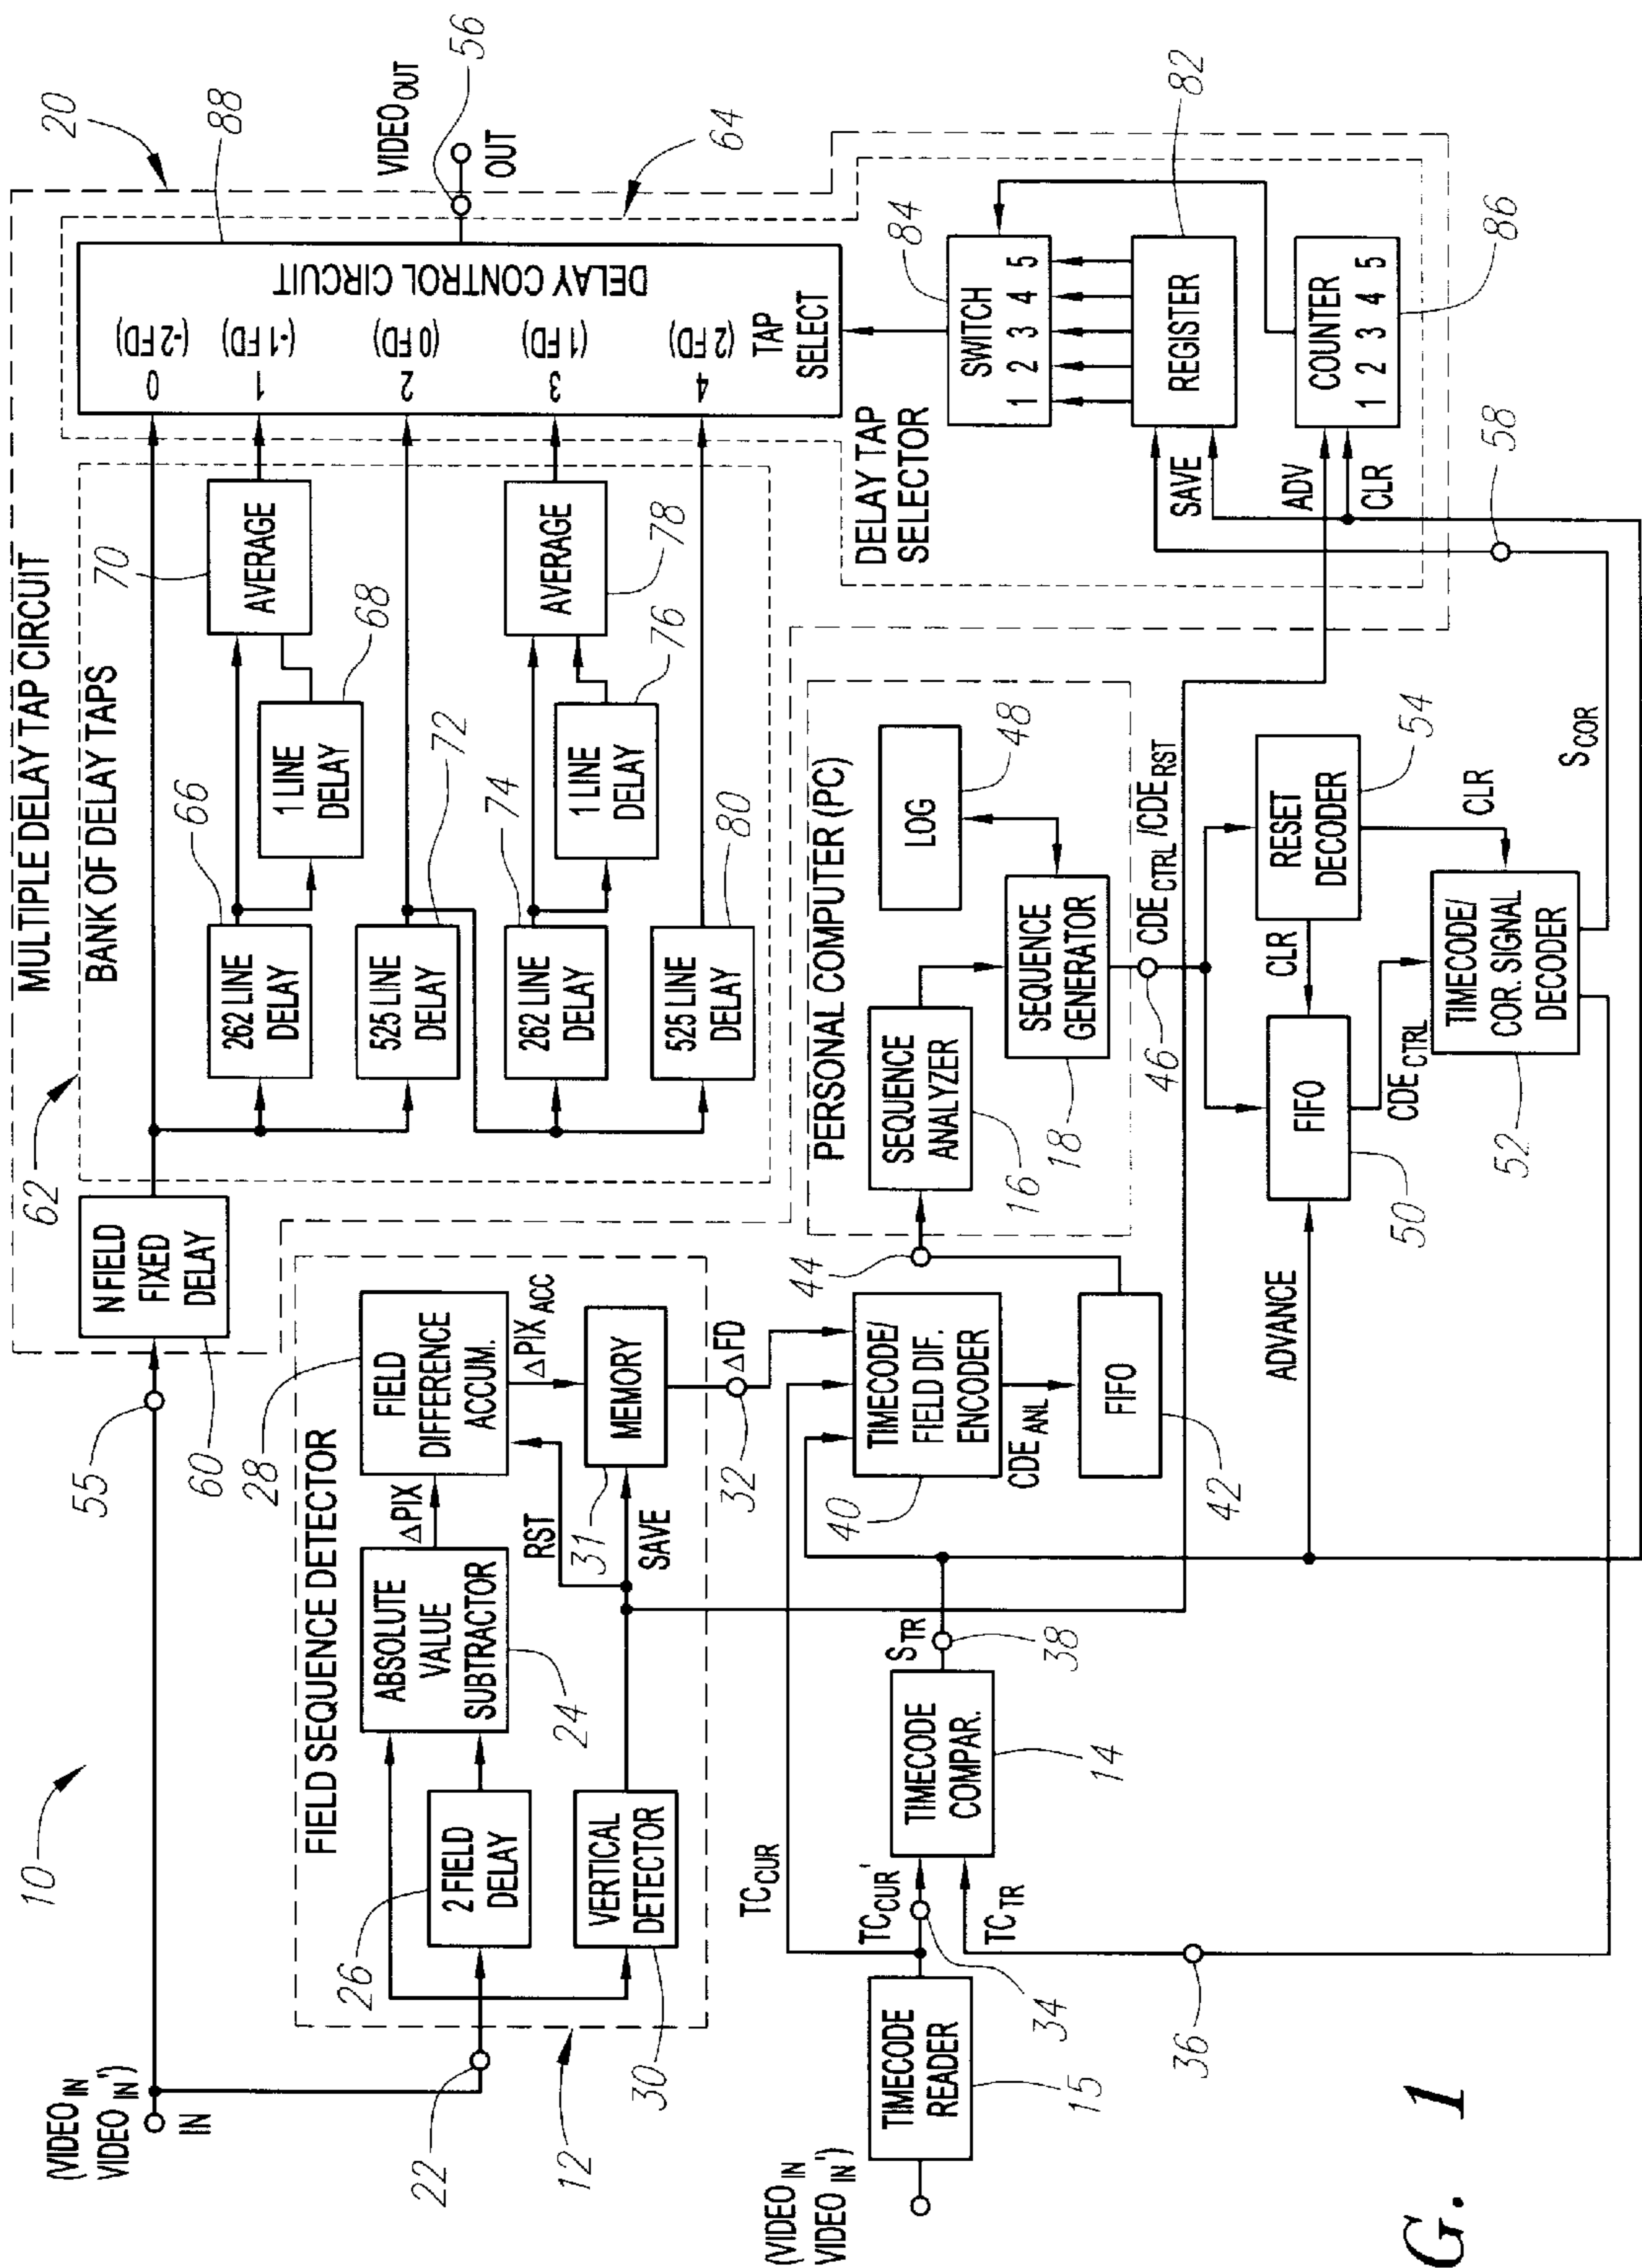 10
(VIDEO IN
VIDEO IN')
IN
55
60
N FIELD
FIXED
DELAY
62
MULTIPLE DELAY TAP CIRCUIT
20
BANK OF DELAY TAPS
66
262 LINE
DELAY
1 LINE
DELAY
68
70
AVERAGE
525 LINE
DELAY
72
74
262 LINE
DELAY
1 LINE
DELAY
76
AVERAGE
78
525 LINE
DELAY
80
0 (-2 FD)
1 (-1 FD)
2 (0 FD)
3 (1 FD)
4 (2 FD)
DELAY CONTROL CIRCUIT
TAP
SELECT
88
VIDEO OUT
OUT
56
64
DELAY TAP
SELECTOR
SWITCH
1 2 3 4 5
84
REGISTER
82
SAVE
COUNTER
1 2 3 4 5
86
ADV
CLR
58
22
12
FIELD SEQUENCE DETECTOR
26
2 FIELD
DELAY
ABSOLUTE
VALUE
SUBTRACTOR
24
ΔPIX
28
FIELD
DIFFERENCE
ACCUM.
ΔPIX ACC
VERTICAL
DETECTOR
30
RST
31
SAVE
MEMORY
32
ΔFD
(VIDEO IN
VIDEO IN')
TIMECODE
READER
15
TC CUR
TC CUR'
34
TC TR
36
TIMECODE
COMPAR.
14
S TR
38
40
TIMECODE/
FIELD DIF.
ENCODER
CDE ANL
FIFO
42
44
PERSONAL COMPUTER (PC)
SEQUENCE
ANALYZER
16
SEQUENCE
GENERATOR
18
LOG
48
46
CDE CTRL /CDE RST
ADVANCE
FIFO
50
CLR
RESET
DECODER
54
CLR
CDE CTRL
TIMECODE/
COR. SIGNAL
DECODER
52
S COR
G. 1